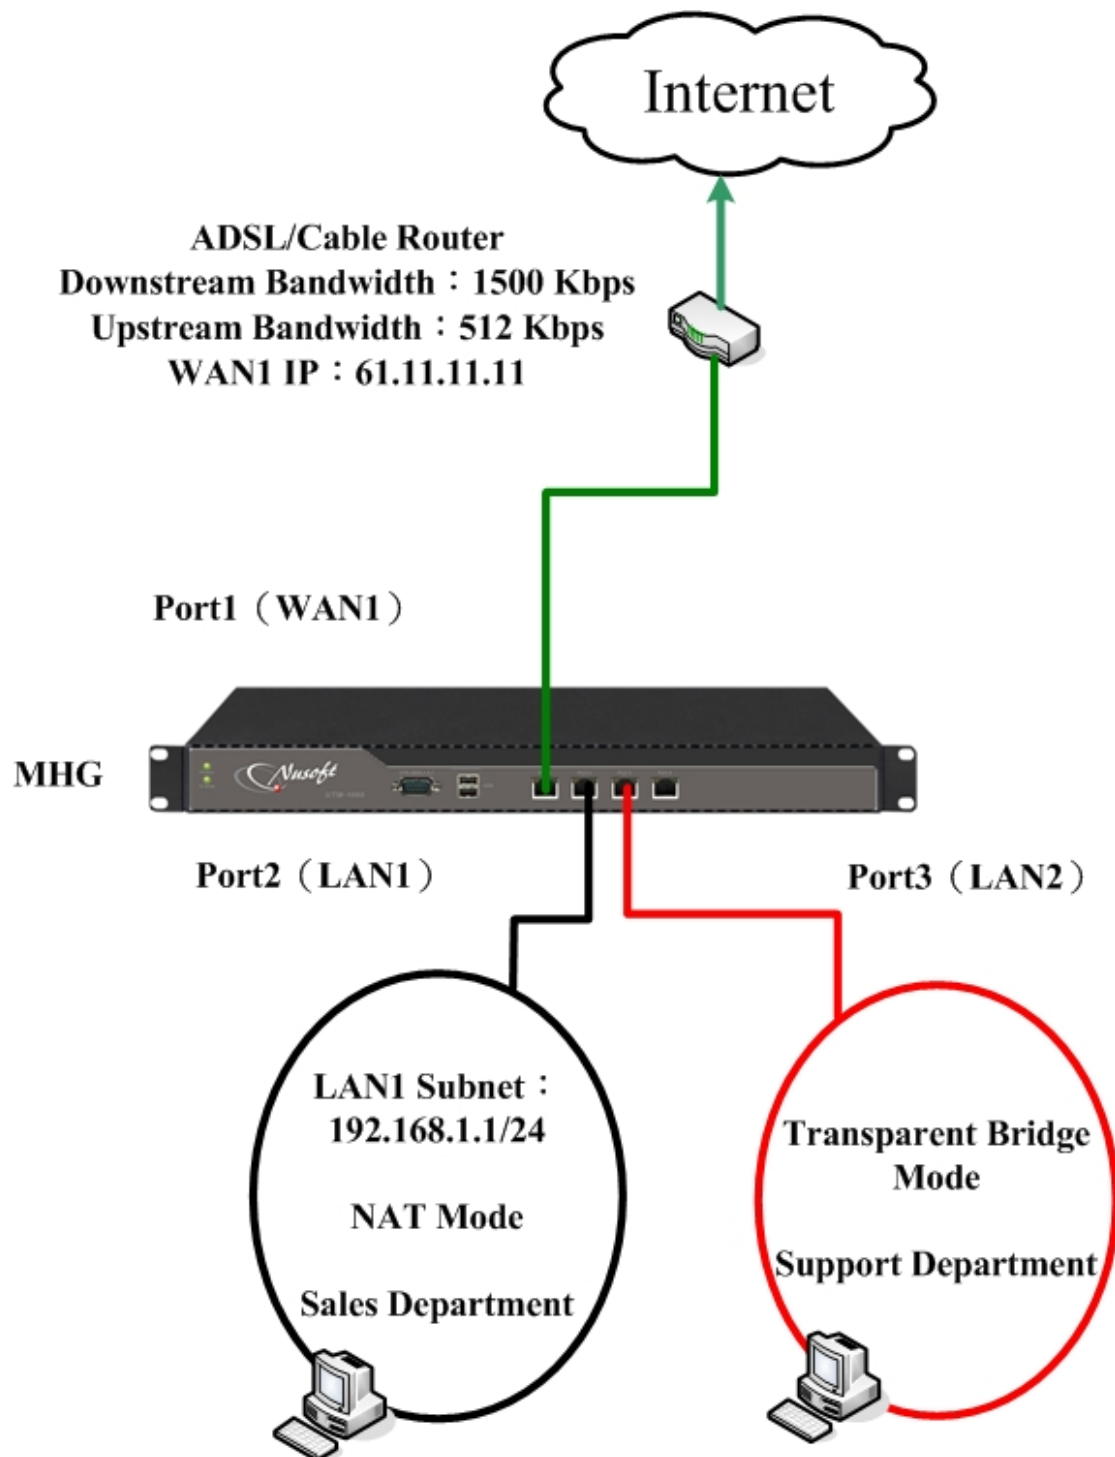 Internet
ADSL/Cable Router
Downstream Bandwidth：1500 Kbps
Upstream Bandwidth：512 Kbps
WAN1 IP：61.11.11.11
Port1（WAN1）
MHG
Nusoft
Port2（LAN1）
Port3（LAN2）
LAN1 Subnet：
192.168.1.1/24
NAT Mode
Sales Department
Transparent Bridge
Mode
Support Department